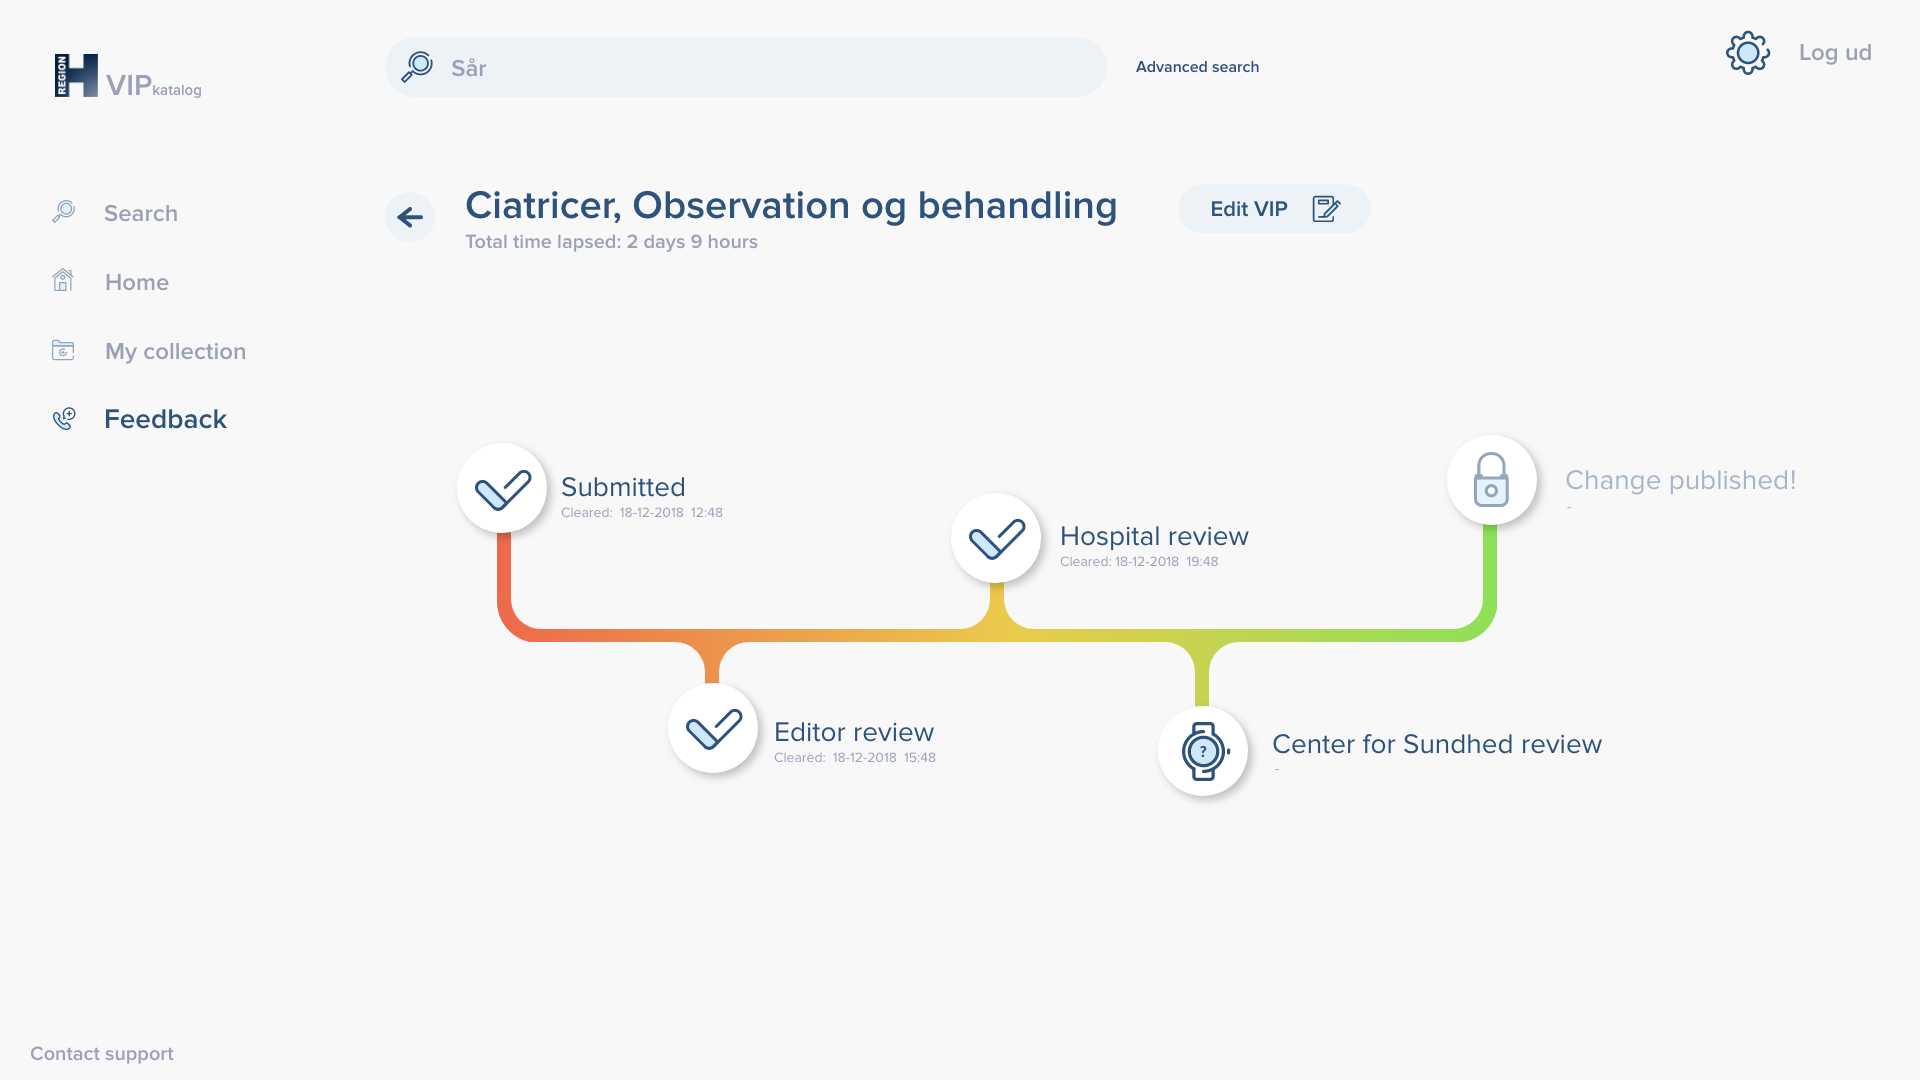 REGION
H
VIPkatalog
Sår
Advanced search
Log ud
Search
Home
My collection
Feedback
Ciatricer, Observation og behandling
Total time lapsed: 2 days 9 hours
Edit VIP
Submitted
Cleared: 18-12-2018 12:48
Hospital review
Cleared: 18-12-2018 19:48
Change published!
-
Editor review
Cleared: 18-12-2018 15:48
?
Center for Sundhed review
-
Contact support